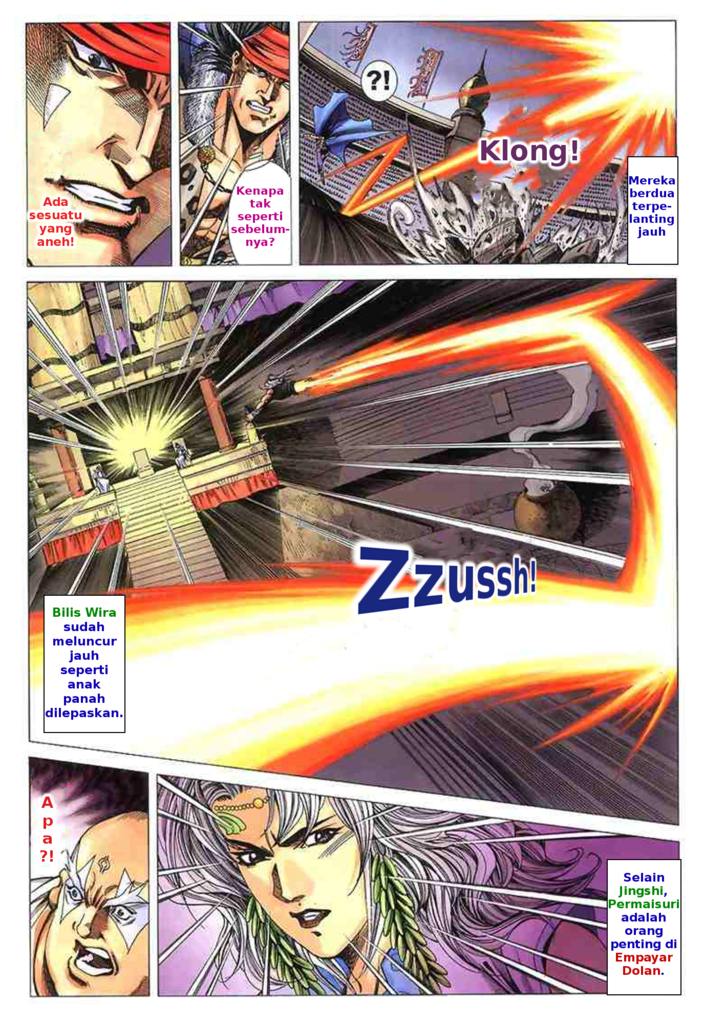 Ada
sesuatu
yang
aneh!
Kenapa
tak
seperti
sebelum-
nya?
?!
Klong!
Mereka
berdua
terpe-
lanting
jauh
Zzussh!
Bilis Wira
sudah
meluncur
jauh
seperti
anak
panah
dilepaskan.
A
p
a
?!
Selain
Jingshi,
Permaisuri
adalah
orang
penting di
Empayar
Dolan.